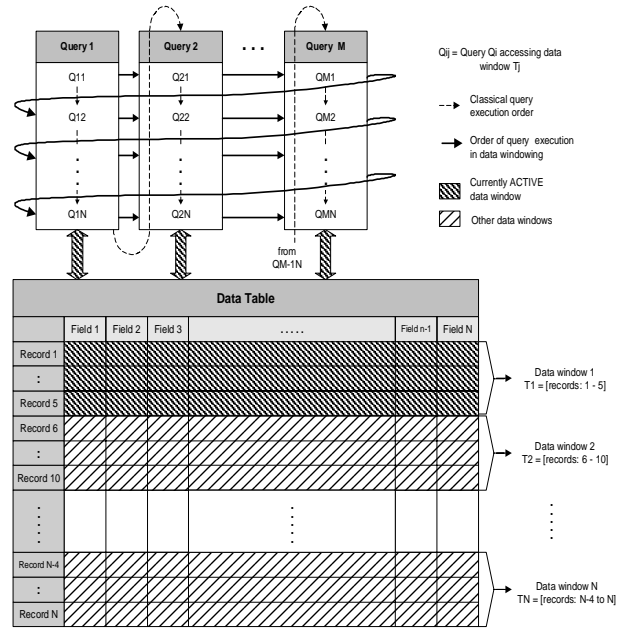 Query 1
Query 2
. . .
Query M
Q11
Q21
QM1
Q12
Q22
QM2
Q1N
Q2N
QMN
from
QM-1N
Qij = Query Qi accessing data
window Tj
Classical query
execution order
Order of query execution
in data windowing
Currently ACTIVE
data window
Other data windows
Data Table
Field 1
Field 2
Field 3
. . . . .
Field n-1
Field N
Record 1
:
Record 5
Record 6
:
Record 10
Record N-4
:
Record N
Data window 1
T1 = [records: 1 - 5]
Data window 2
T2 = [records: 6 - 10]
Data window N
TN = [records: N-4 to N]